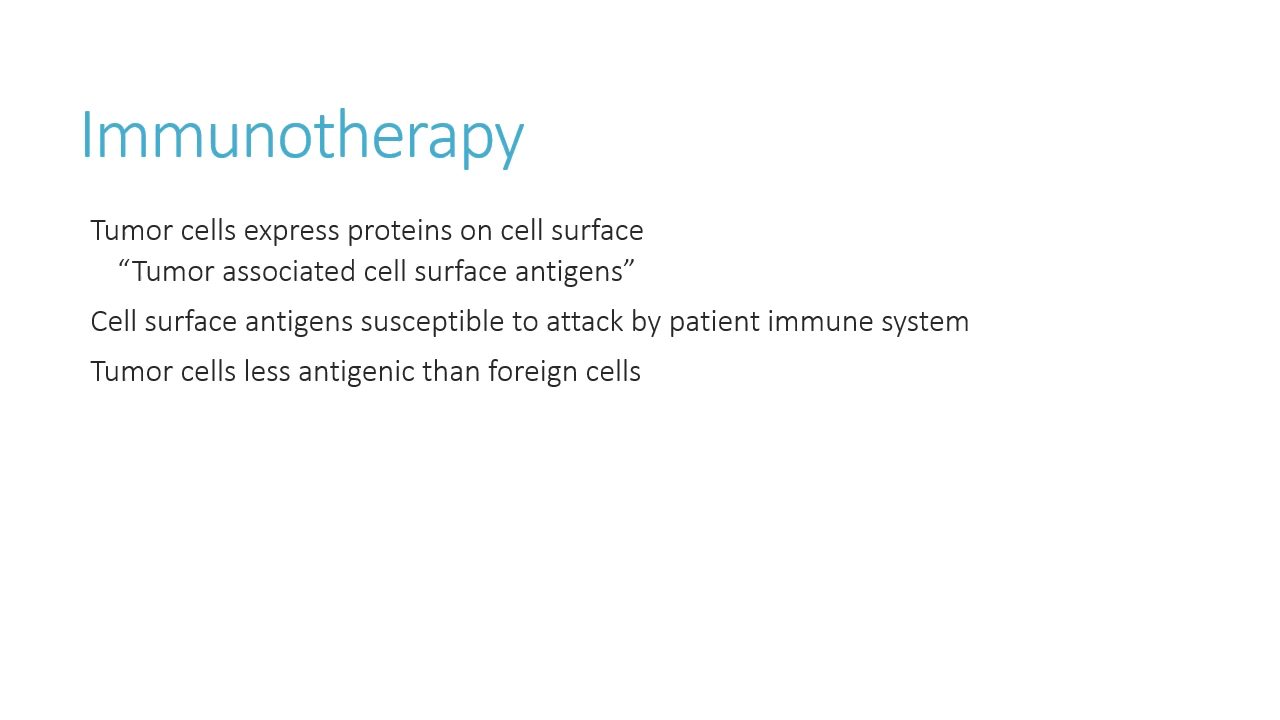 Immunotherapy
Tumor cells express proteins on cell surface
“Tumor associated cell surface antigens”
Cell surface antigens susceptible to attack by patient immune system
Tumor cells less antigenic than foreign cells